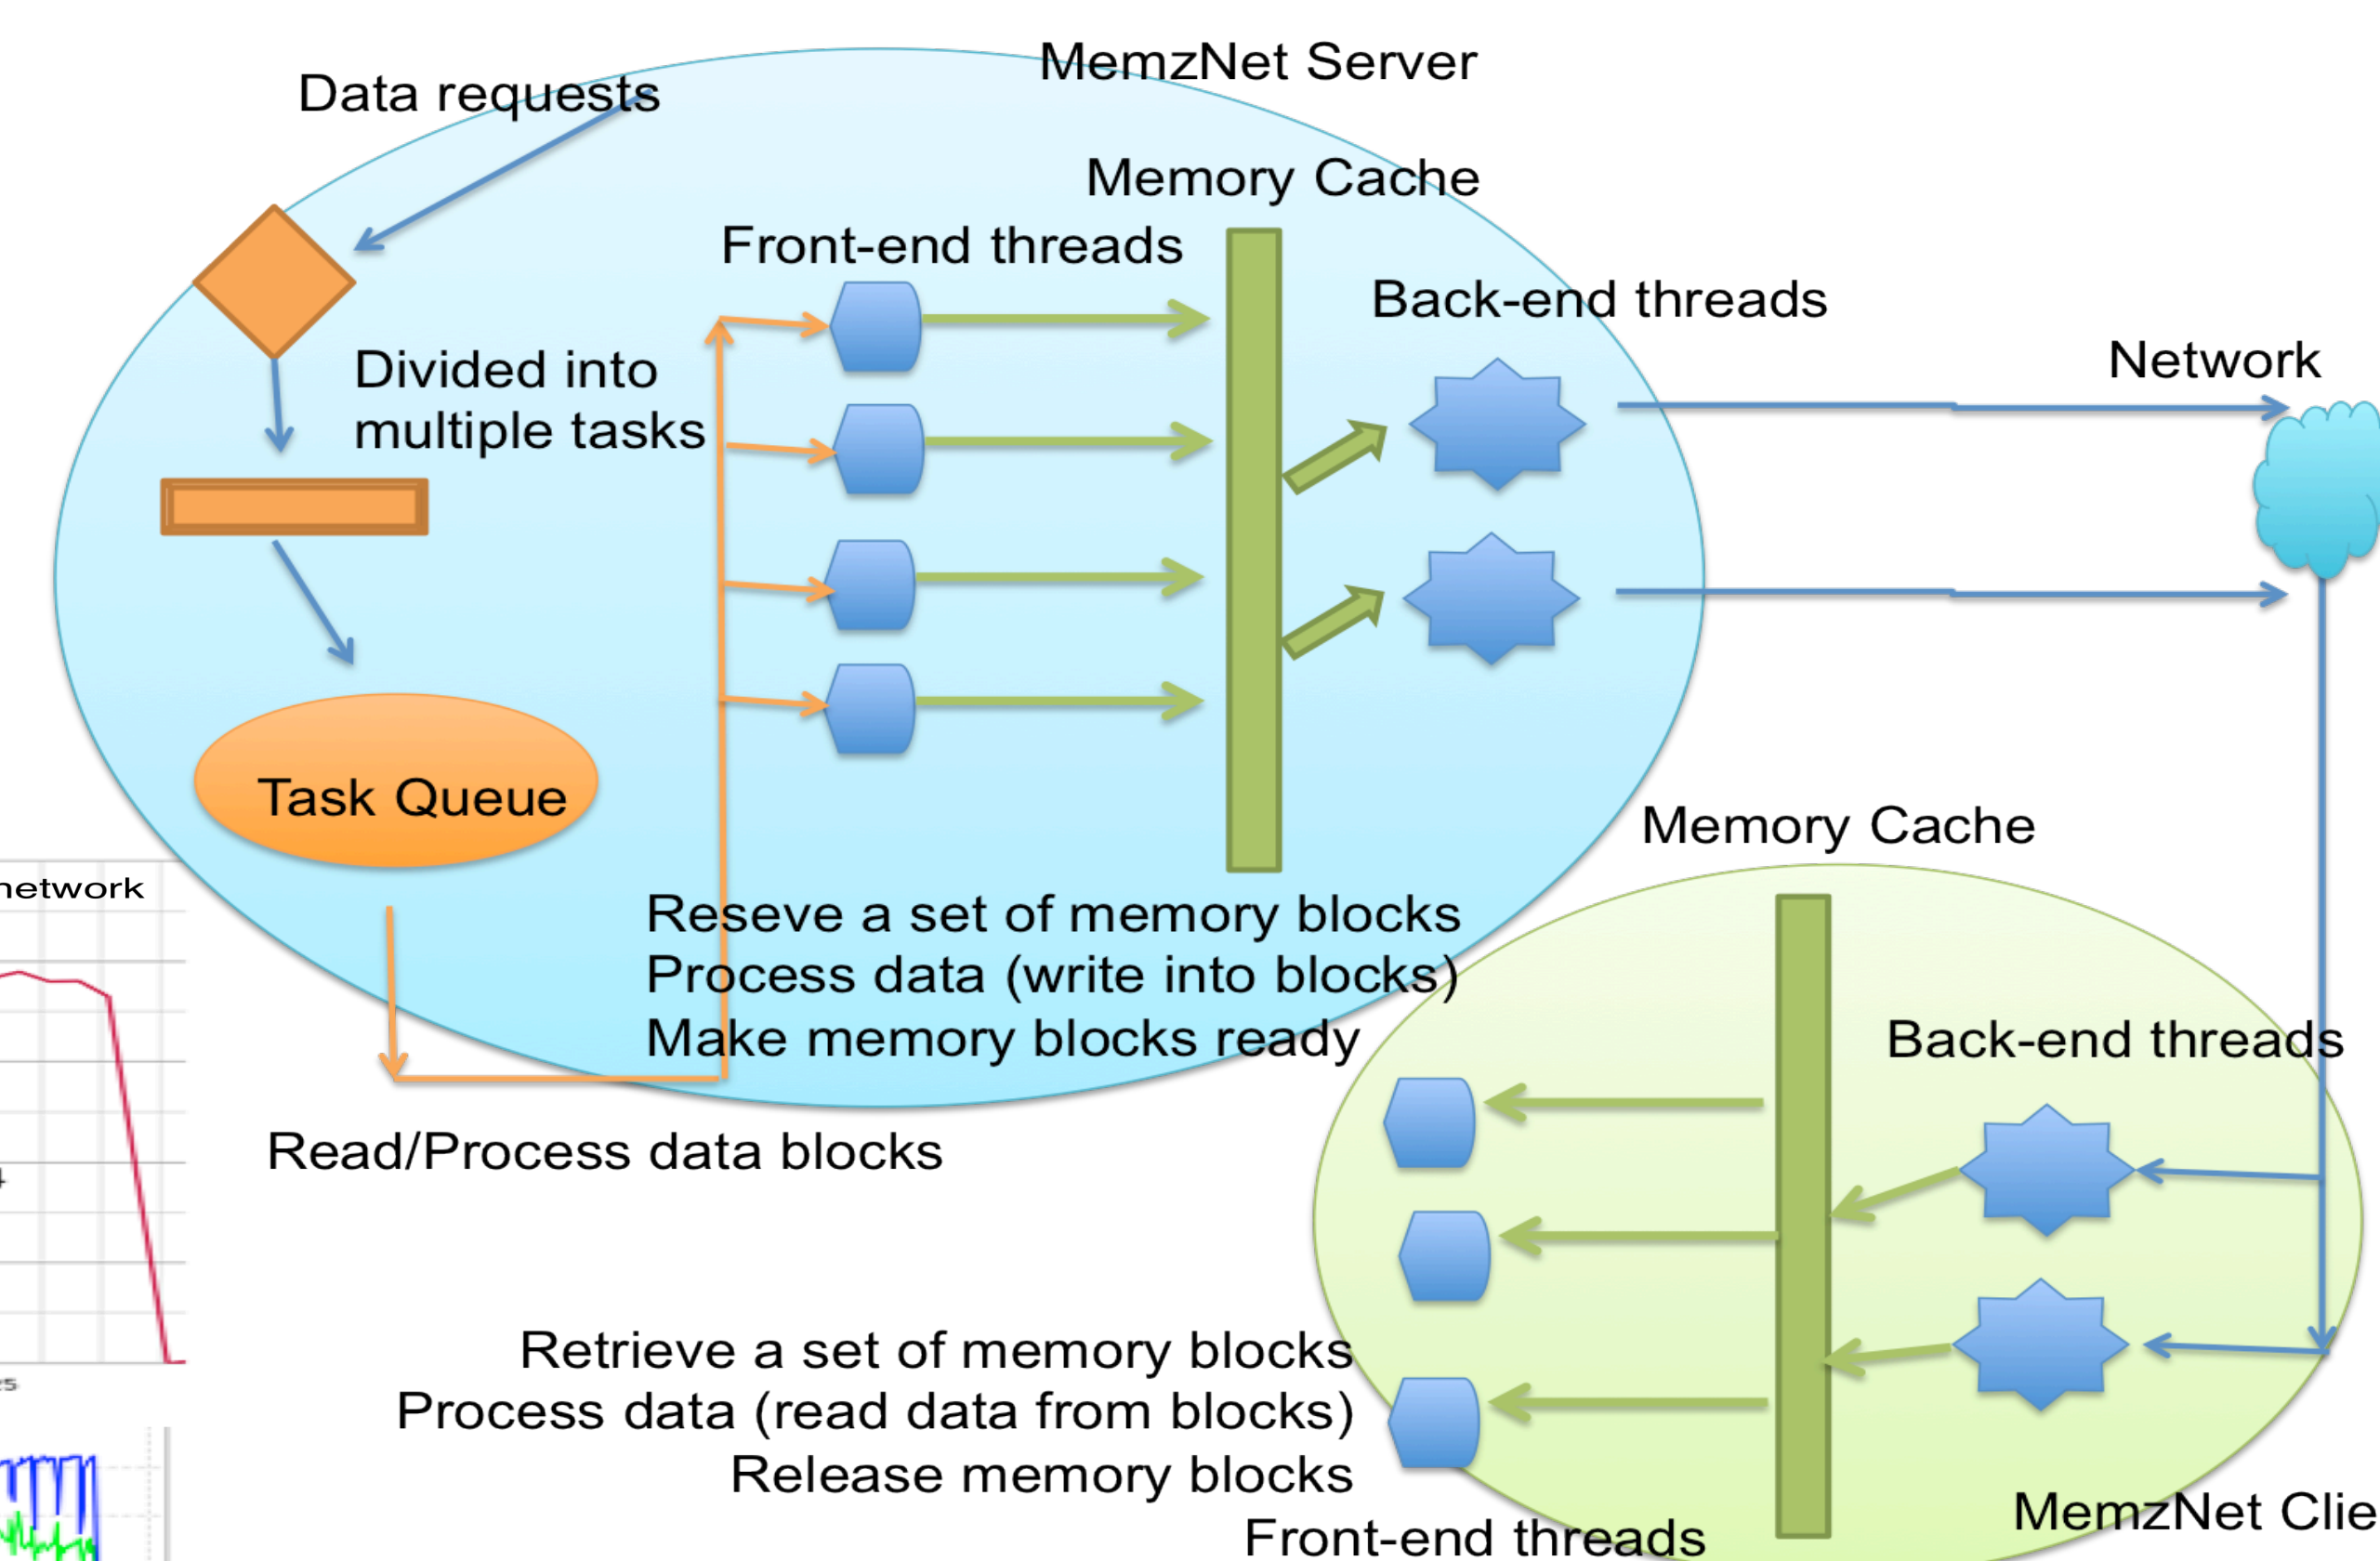 MemzNet Server
Data requests
Memory Cache
Front-end threads
Back-end threads
Network
Divided into
multiple tasks
Task Queue
Memory Cache
network
Reseve a set of memory blocks
Process data (write into blocks)
Make memory blocks ready
Back-end threads
Read/Process data blocks
Retrieve a set of memory blocks
Process data (read data from blocks)
Release memory blocks
MemzNet Clie
Front-end threads